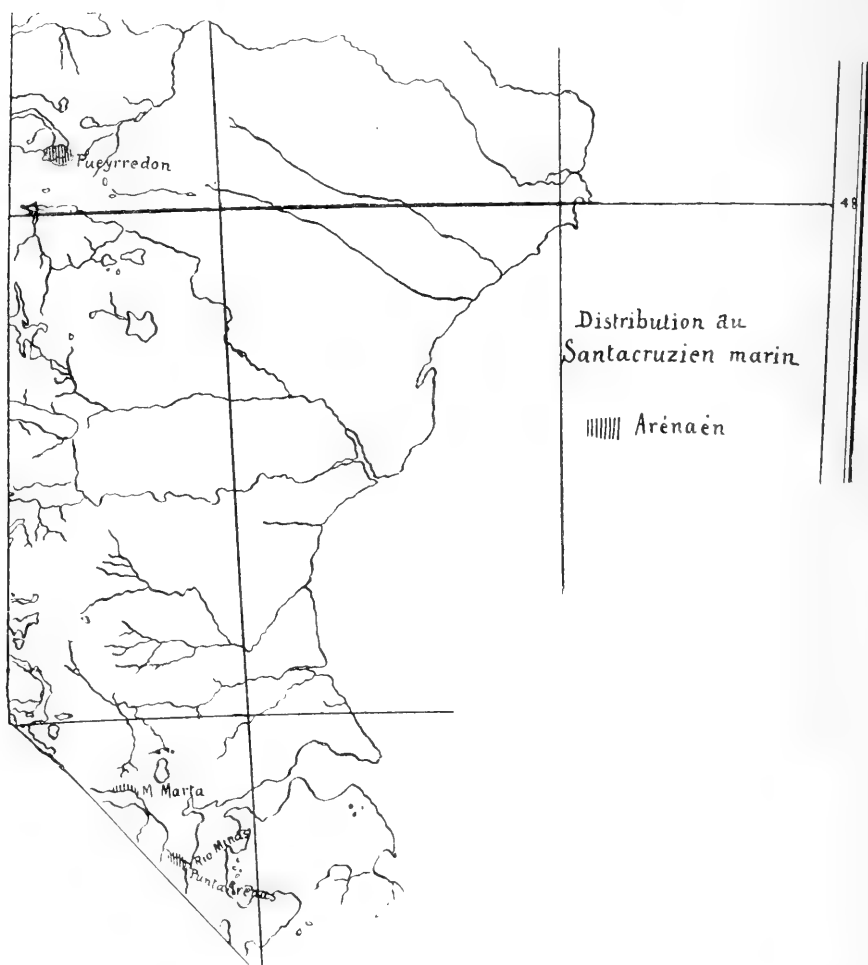 Pueyrredon
48
Distribution du
Santacruzien marin
Arénaén
M Marta
Rio Minas
Punta Arenas